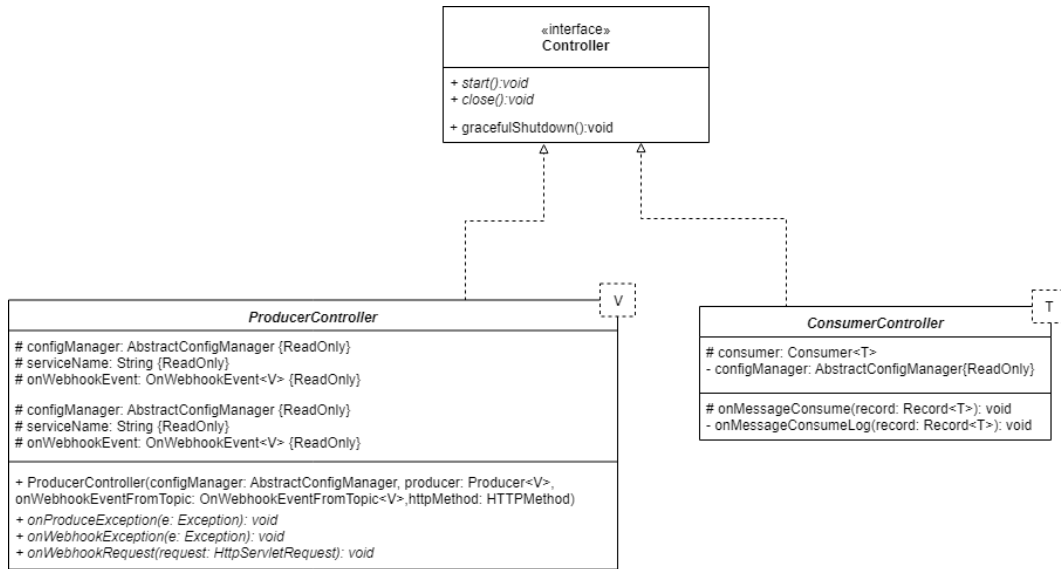 «interface»
Controller
+ start():void
+ close():void
+ gracefulShutdown():void
V
ProducerController
# configManager: AbstractConfigManager {ReadOnly}
# serviceName: String {ReadOnly}
# onWebhookEvent: OnWebhookEvent<V> {ReadOnly}
# configManager: AbstractConfigManager {ReadOnly}
# serviceName: String {ReadOnly}
# onWebhookEvent: OnWebhookEvent<V> {ReadOnly}
+ ProducerController(configManager: AbstractConfigManager, producer: Producer<V>,
onWebhookEventFromTopic: OnWebhookEventFromTopic<V>,httpMethod: HTTPMethod)
+ onProduceException(e: Exception): void
+ onWebhookException(e: Exception): void
+ onWebhookRequest(request: HttpServletRequest): void
T
ConsumerController
# consumer: Consumer<T>
- configManager: AbstractConfigManager{ReadOnly}
# onMessageConsume(record: Record<T>): void
- onMessageConsumeLog(record: Record<T>): void